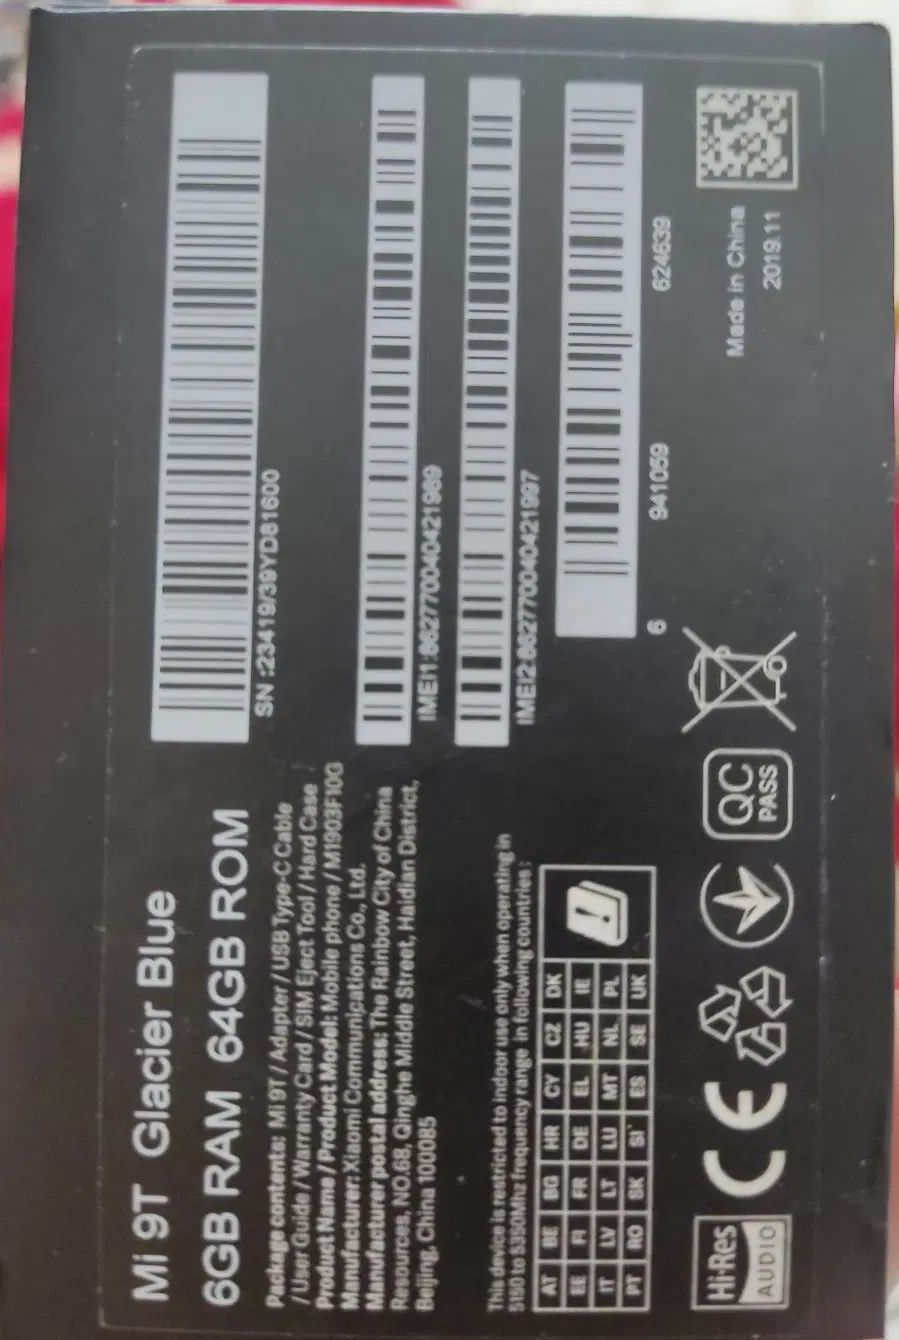 Mi 9T Glacier Blue
6GB RAM 64GB ROM
Package contents: Mi 9T / Adapter / USB Type-C Cable
/ User Guide / Warranty Card / SIM Eject Tool / Hard Case
Product Name / Product Model: Mobile phone / M1903F10G
Manufacturer: Xiaomi Communications Co., Ltd.
Manufacturer postal address: The Rainbow City of China
Resources, NO.68, Qinghe Middle Street, Haidian District,
Beijing, China 100085
This device is restricted to indoor use only when operating in
5150 to 5350Mhz frequency range in following countries :
AT BE BG HR CY CZ DK
EE FI FR DE EL HU IE
IT LV LT LU MT NL PL
PT RO SK SI ES SE UK
Hi-Res
AUDIO
CE
QC
PASS
SN :23419/39YD81600
IMEI1:862770040421989
IMEI2:862770040421997
6 941059 624639
Made in China
2019.11